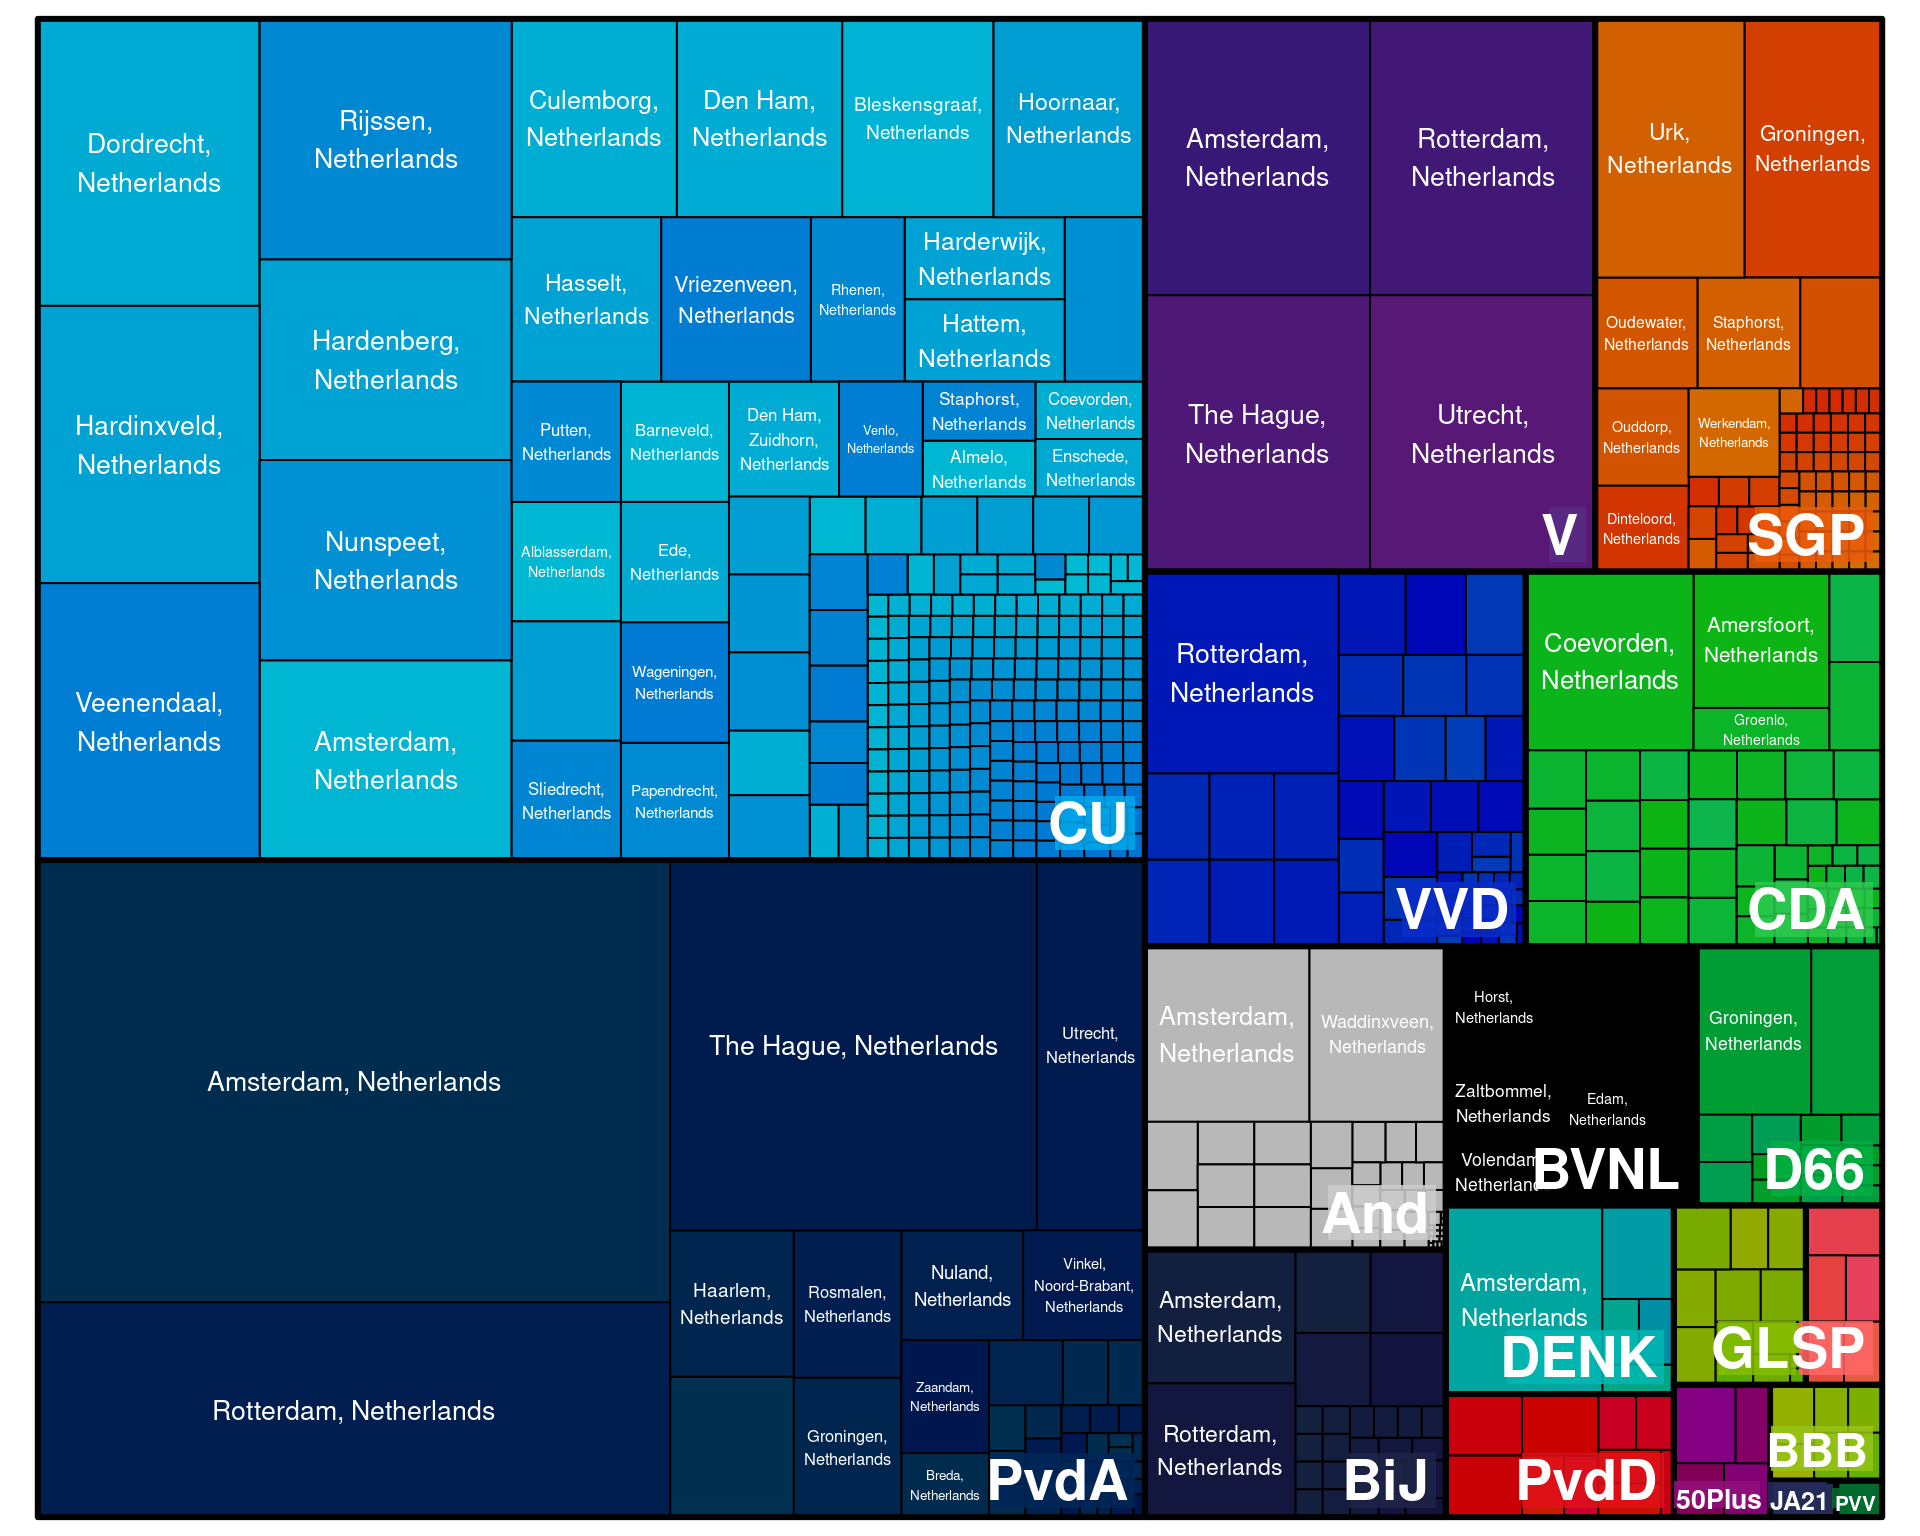 Dordrecht,
Netherlands
Hardinxveld,
Netherlands
Veenendaal,
Netherlands
Rijssen,
Netherlands
Hardenberg,
Netherlands
Nunspeet,
Netherlands
Amsterdam,
Netherlands
Culemborg,
Netherlands
Den Ham,
Netherlands
Bleskensgraaf,
Netherlands
Hoornaar,
Netherlands
Hasselt,
Netherlands
Vriezenveen,
Netherlands
Rhenen,
Netherlands
Harderwijk,
Netherlands
Hattem,
Netherlands
Putten,
Netherlands
Barneveld,
Netherlands
Den Ham,
Zuidhorn,
Netherlands
Venlo,
Netherlands
Staphorst,
Netherlands
Coevorden,
Netherlands
Almelo,
Netherlands
Enschede,
Netherlands
Alblasserdam,
Netherlands
Ede,
Netherlands
Wageningen,
Netherlands
Sliedrecht,
Netherlands
Papendrecht,
Netherlands
CU
Amsterdam,
Netherlands
Rotterdam,
Netherlands
The Hague,
Netherlands
Utrecht,
Netherlands
V
Urk,
Netherlands
Groningen,
Netherlands
Oudewater,
Netherlands
Staphorst,
Netherlands
Ouddorp,
Netherlands
Werkendam,
Netherlands
Dinteloord,
Netherlands
SGP
Rotterdam,
Netherlands
VVD
Coevorden,
Netherlands
Amersfoort,
Netherlands
Groenlo,
Netherlands
CDA
Amsterdam, Netherlands
Rotterdam, Netherlands
The Hague, Netherlands
Utrecht,
Netherlands
Haarlem,
Netherlands
Rosmalen,
Netherlands
Nuland,
Netherlands
Vinkel,
Noord-Brabant,
Netherlands
Groningen,
Netherlands
Zaandam,
Netherlands
Breda,
Netherlands
PvdA
Amsterdam,
Netherlands
Waddinxveen,
Netherlands
And
Horst,
Netherlands
Zaltbommel,
Netherlands
Edam,
Netherlands
Volendam
Netherland
BVNL
Groningen,
Netherlands
D66
Amsterdam,
Netherlands
Rotterdam,
Netherlands
BiJ
Amsterdam,
Netherlands
DENK
GL
SP
PvdD
50Plus
BBB
JA21
PVV